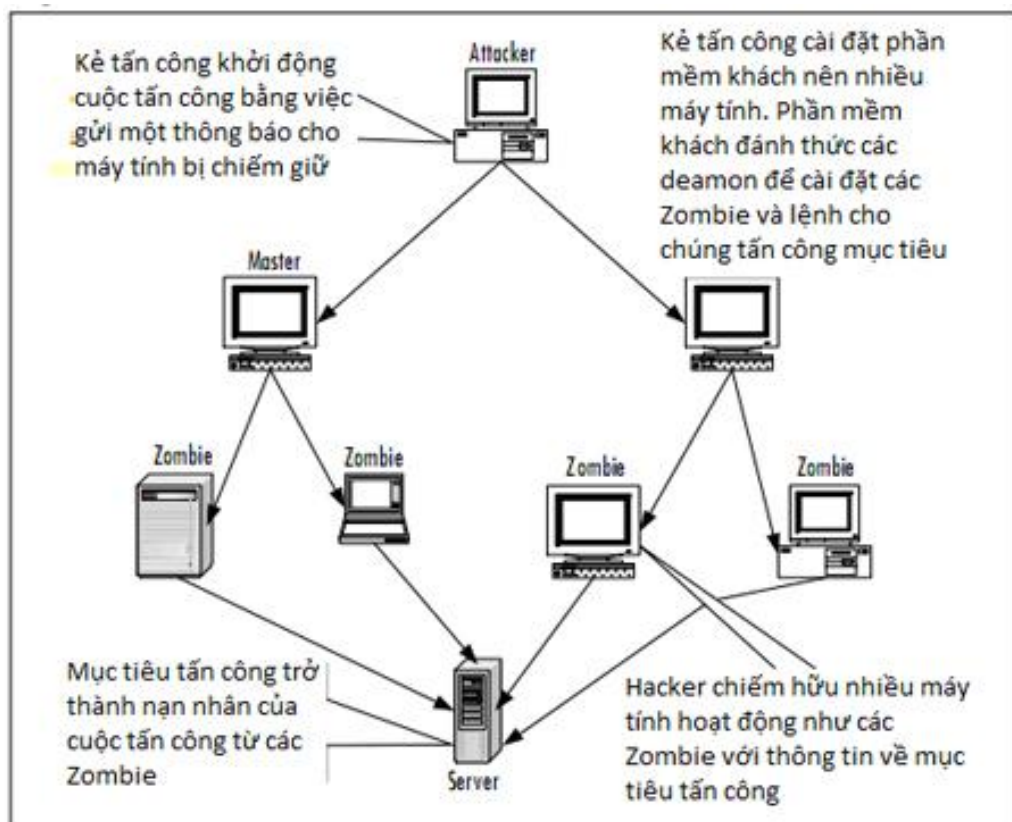 Kẻ tấn công khởi động
cuộc tấn công bằng việc
gửi một thông báo cho
máy tính bị chiếm giữ
Attacker
Kẻ tấn công cài đặt phần
mềm khách nên nhiều
máy tính. Phần mềm
khách đánh thức các
deamon để cài đặt các
Zombie và lệnh cho
chúng tấn công mục tiêu
Master
Zombie
Zombie
Zombie
Zombie
Mục tiêu tấn công trở
thành nạn nhân của
cuộc tấn công từ các
Zombie
Server
Hacker chiếm hữu nhiều máy
tính hoạt động như các
Zombie với thông tin về mục
tiêu tấn công